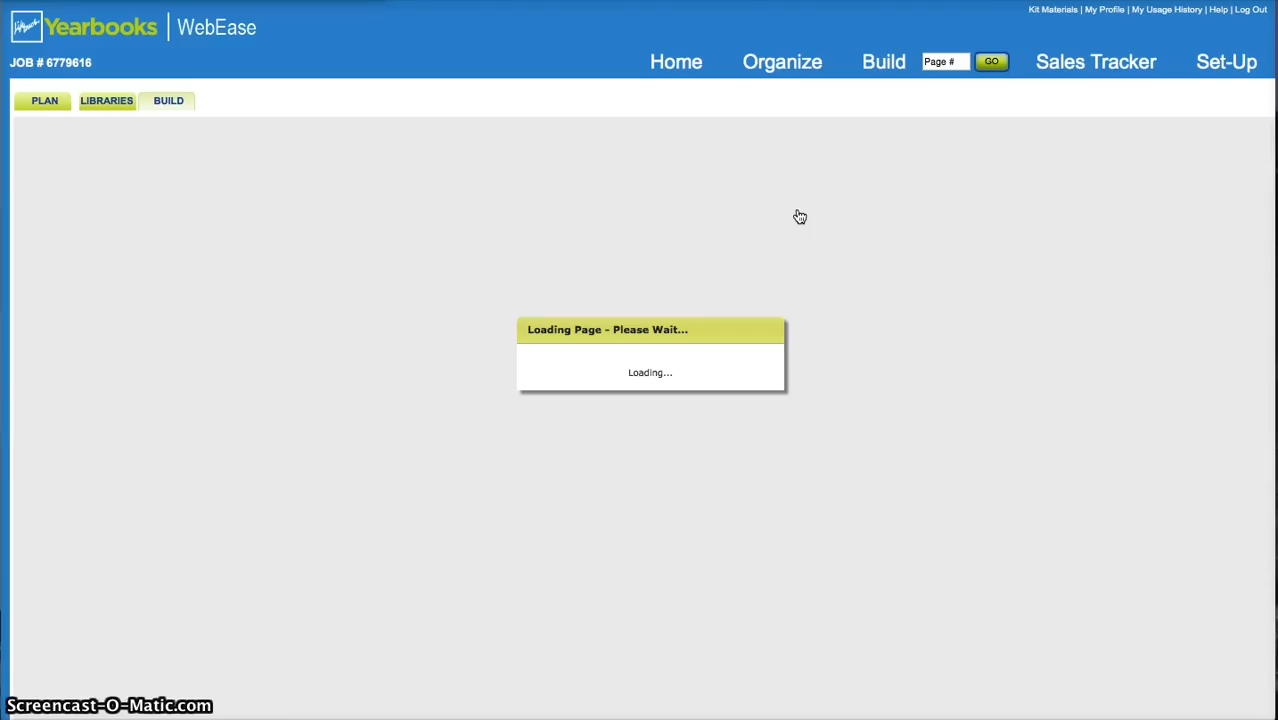 Kit Materials | My Profile | My Usage History | Help | Log Out
Yearbooks | WebEase
JOB # 6779616
Home Organize Build Page # GO Sales Tracker Set-Up
PLAN LIBRARIES BUILD
Loading Page - Please Wait...
Loading...
Screencast-O-Matic.com